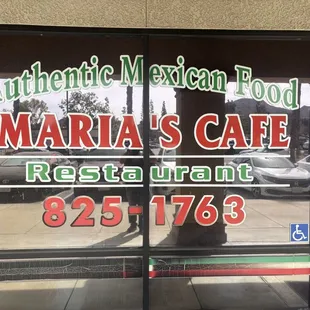 Authentic Mexican Food
MARIA'S CAFE
Restaurant
825-1763